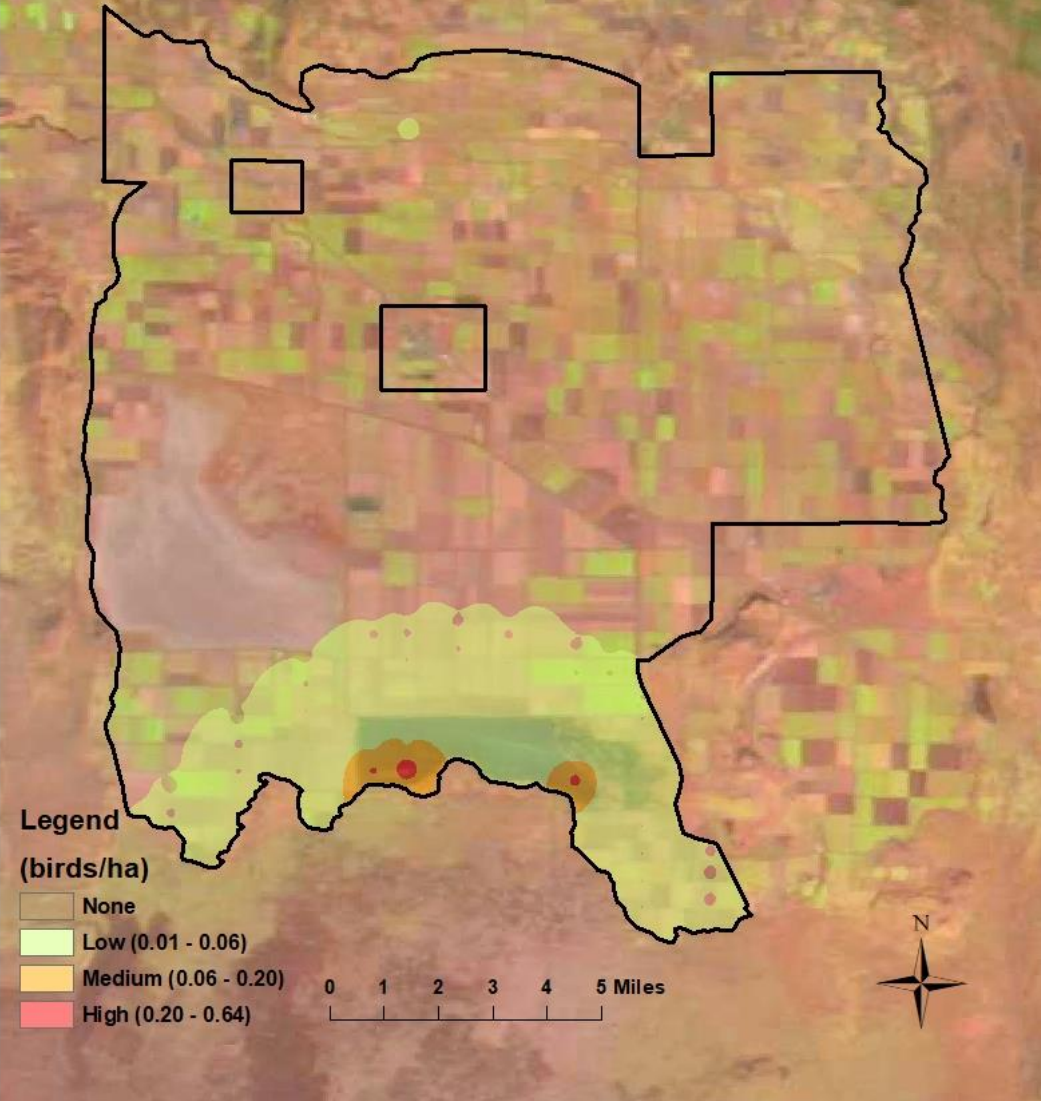 Legend
(birds/ha)
None
Low (0.01 - 0.06)
Medium (0.06 - 0.20)
High (0.20 - 0.64)
0 1 2 3 4 5 Miles
N